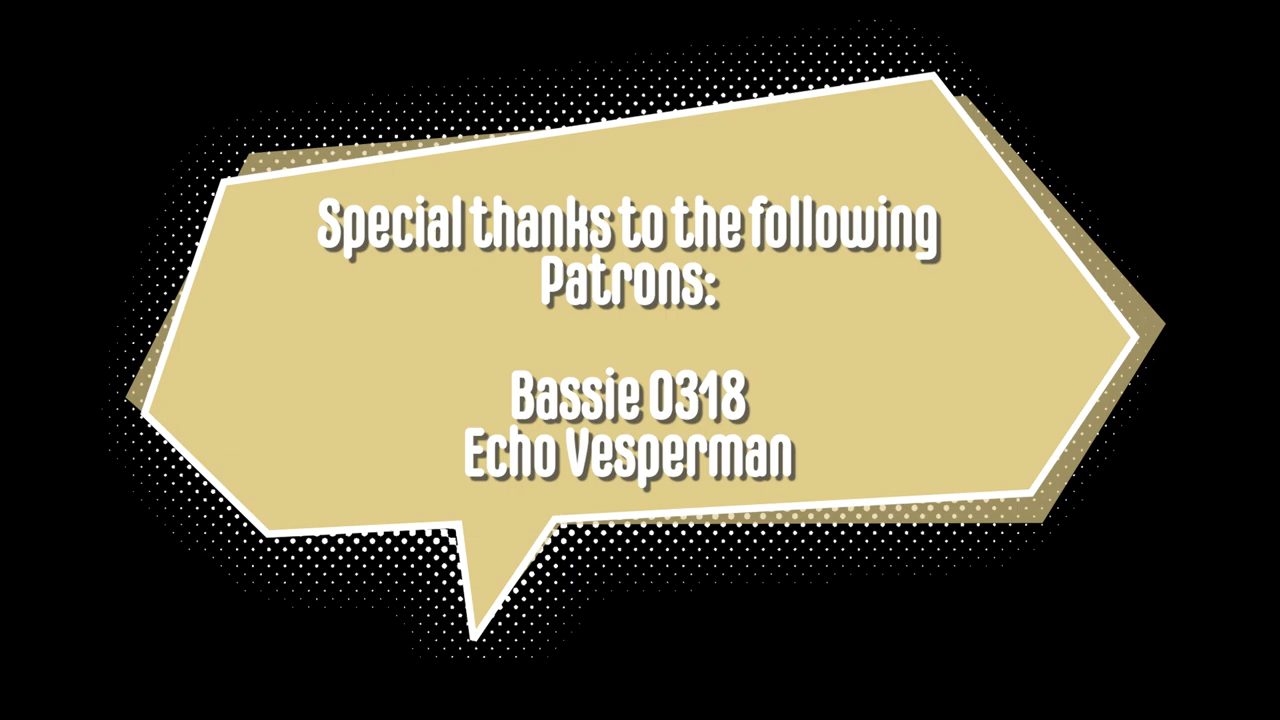 Special thanks to the following
Patrons:
Bassie 0318
Echo Vesperman